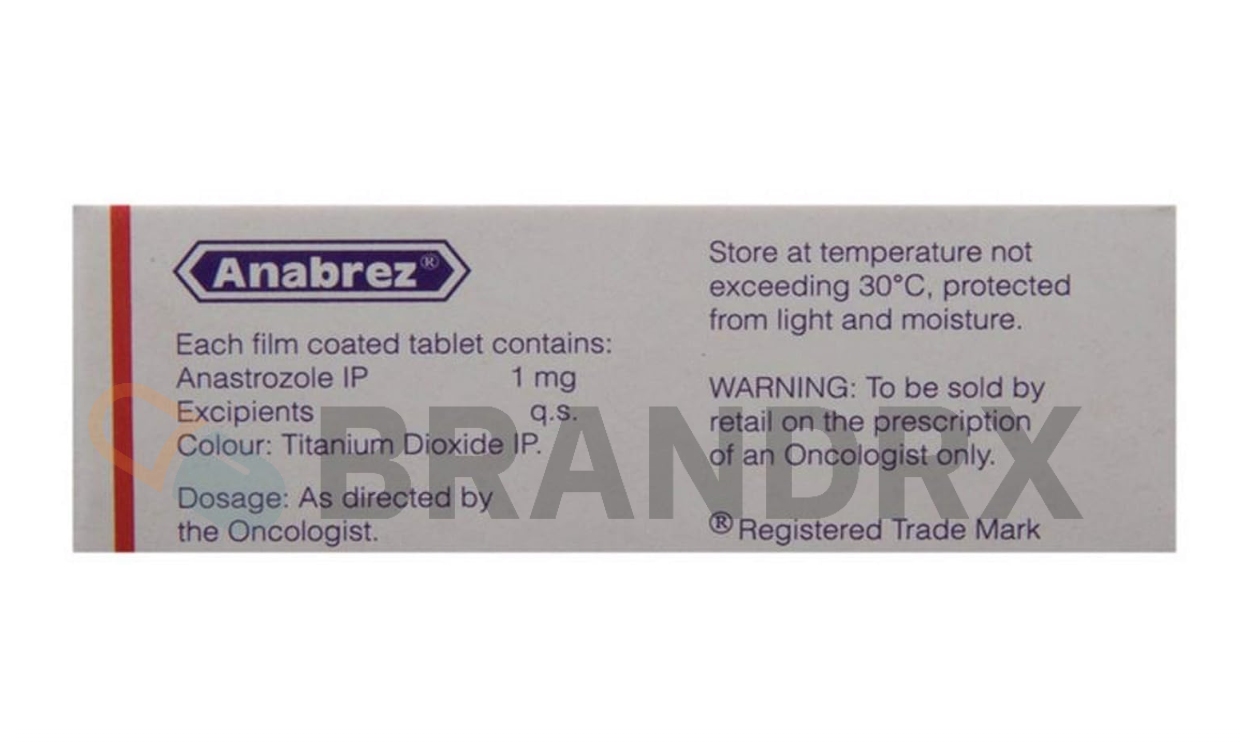 Anabrez®
Each film coated tablet contains:
Anastrozole IP 1 mg
Excipients q.s.
Colour: Titanium Dioxide IP.
Dosage: As directed by
the Oncologist.
Store at temperature not
exceeding 30°C, protected
from light and moisture.
WARNING: To be sold by
retail on the prescription
of an Oncologist only.
® Registered Trade Mark
BRANDRX